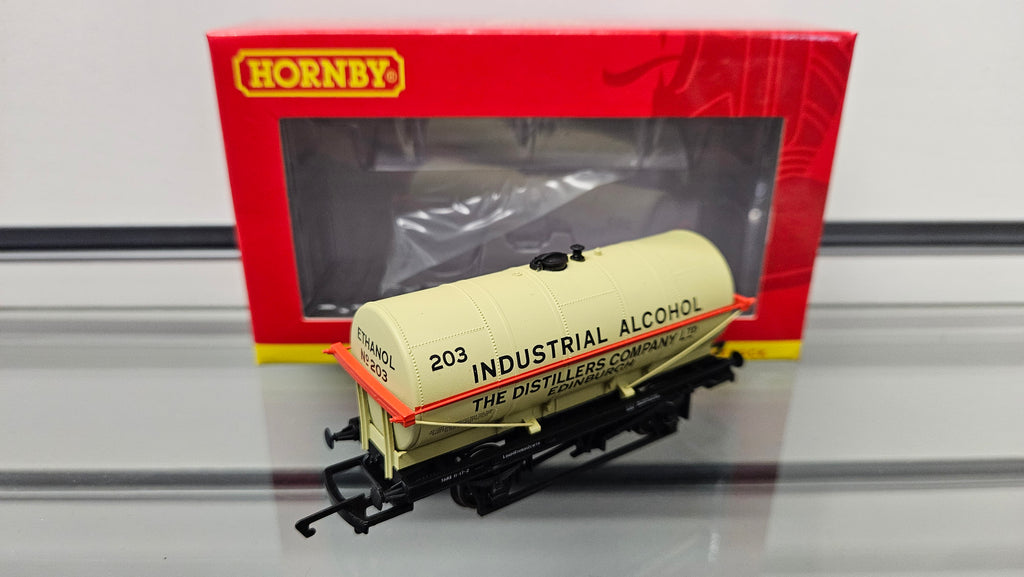 HORNBY®
ETHANOL
Nº 203
203
INDUSTRIAL ALCOHOL
THE DISTILLERS COMPANY LTD
EDINBURGH